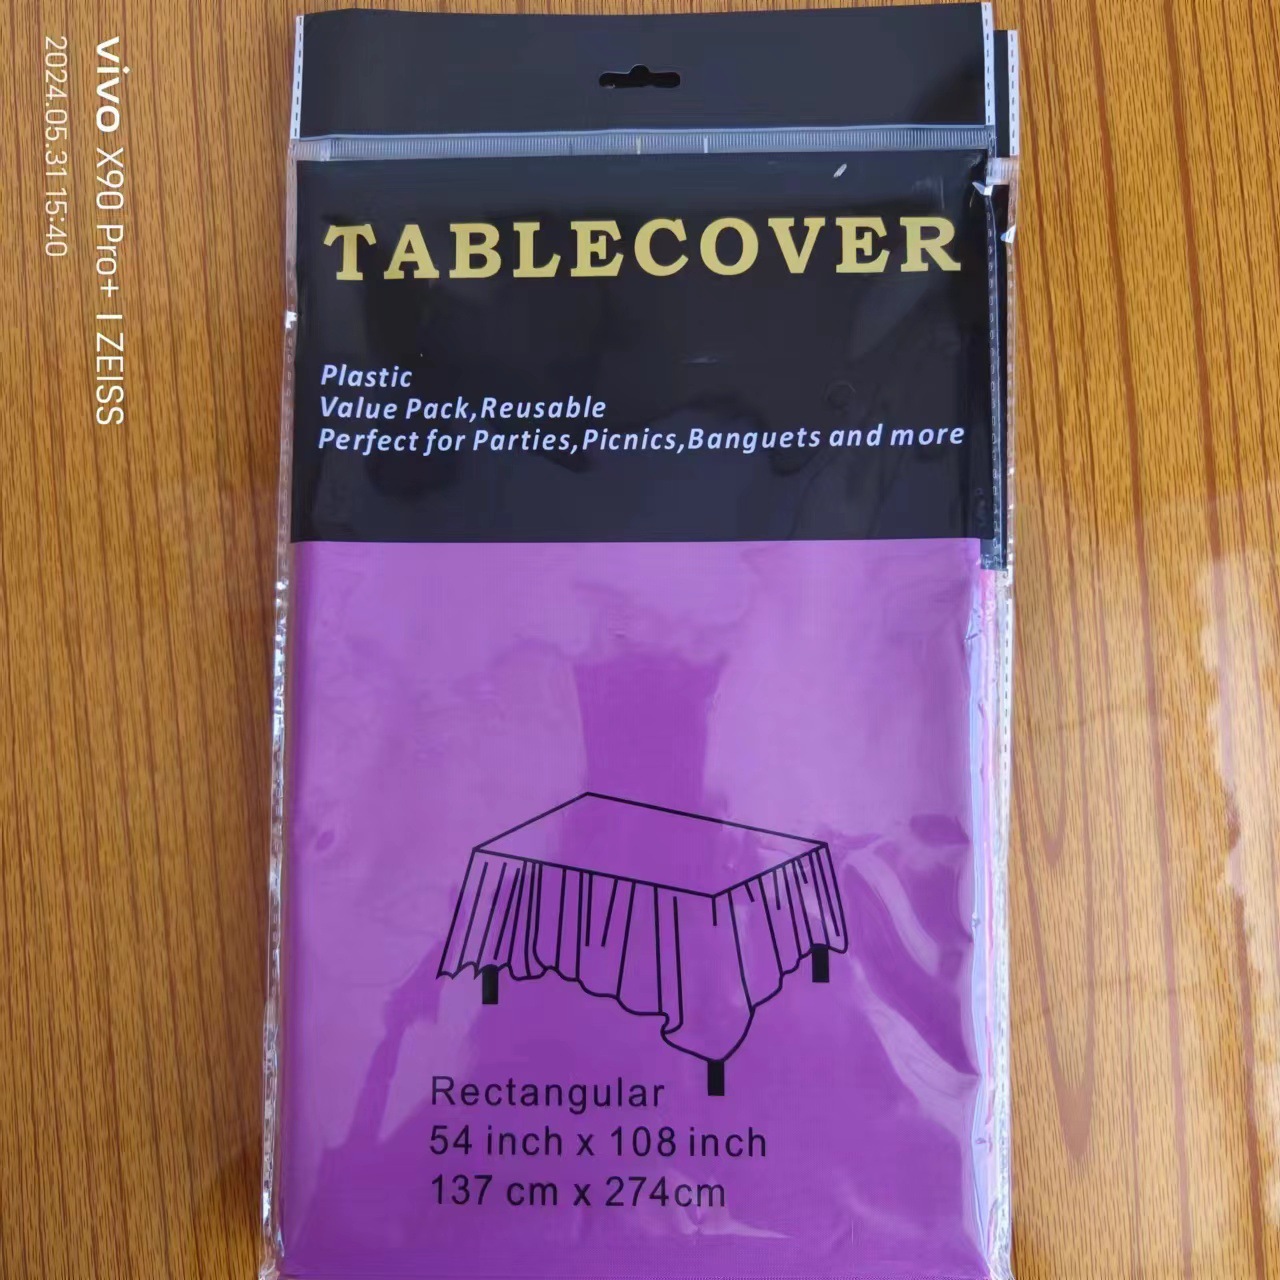 vivo X90 Pro+ | ZEISS
2024.05.31 15:40
TABLECOVER
Plastic
Value Pack,Reusable
Perfect for Parties,Picnics,Banguets and more
Rectangular
54 inch x 108 inch
137 cm x 274cm